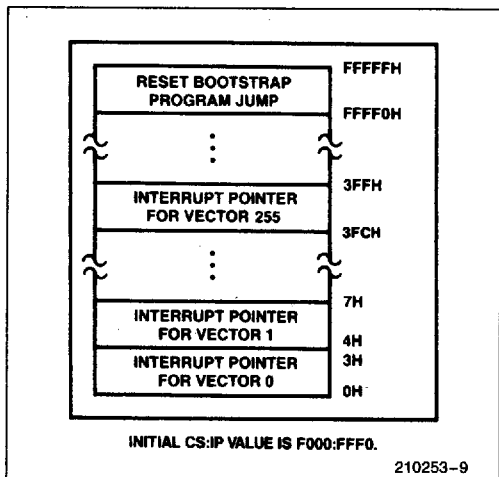 RESET BOOTSTRAP
PROGRAM JUMP
FFFFFH
FFFF0H
3FFH
INTERRUPT POINTER
FOR VECTOR 255
3FCH
7H
INTERRUPT POINTER
FOR VECTOR 1
4H
3H
INTERRUPT POINTER
FOR VECTOR 0
0H
INITIAL CS:IP VALUE IS F000:FFF0.
210253–9